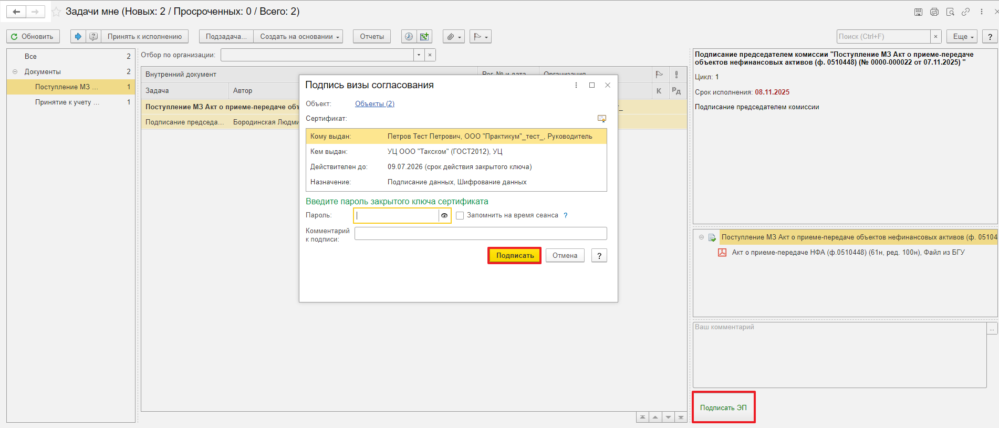 Задачи мне (Новых: 2 / Просроченных: 0 / Всего: 2)
Обновить
Принять к исполнению
Подзадача...
Создать на основании
Отчеты
Поиск (Ctrl+F)
×
Еще
?
Все 2
Документы 2
Поступление МЗ ... 1
Принятие к учету ... 1
Отбор по организации:
Внутренний документ
Рег. № и дата
Организация
Задача
Автор
К
Рд
Поступление МЗ Акт о приеме-передаче объ
Подписание председа...
Бородинская Людми
Подпись визы согласования
Объект: Объекты (2)
Сертификат:
Кому выдан: Петров Тест Петрович, ООО "Практикум"_тест_, Руководитель
Кем выдан: УЦ ООО "Такском" (ГОСТ2012), УЦ
Действителен до: 09.07.2026 (срок действия закрытого ключа)
Назначение: Подписание данных, Шифрование данных
Введите пароль закрытого ключа сертификата
Пароль:
Запомнить на время сеанса ?
Комментарий
к подписи:
Подписать
Отмена
?
Подписание председателем комиссии "Поступление МЗ Акт о приеме-передаче
объектов нефинансовых активов (ф. 0510448) (№ 0000-000022 от 07.11.2025) "
Цикл: 1
Срок исполнения: 08.11.2025
Подписание председателем комиссии
Поступление МЗ Акт о приеме-передаче объектов нефинансовых активов (ф. 05104
Акт о приеме-передаче НФА (ф.0510448) (61н, ред. 100н), Файл из БГУ
Ваш комментарий
...
Подписать ЭП